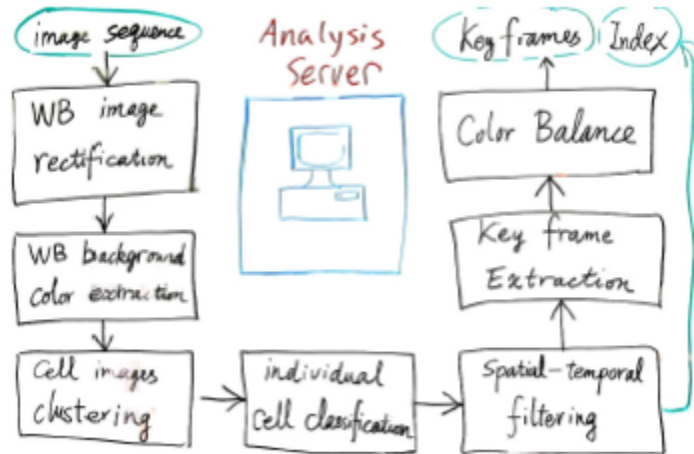 image sequence
WB image
rectification
WB background
color extraction
Cell images
clustering
individual
cell classification
Spatial-temporal
filtering
Key frame
Extraction
Color Balance
Key frames
Index
Analysis
Server